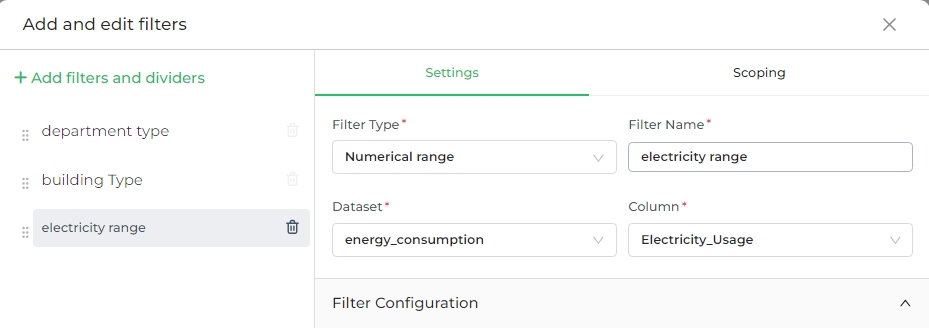 Add and edit filters
+ Add filters and dividers
department type
building Type
electricity range
Settings
Scoping
Filter Type *
Filter Name *
Numerical range
electricity range
Dataset *
Column *
energy_consumption
Electricity_Usage
Filter Configuration